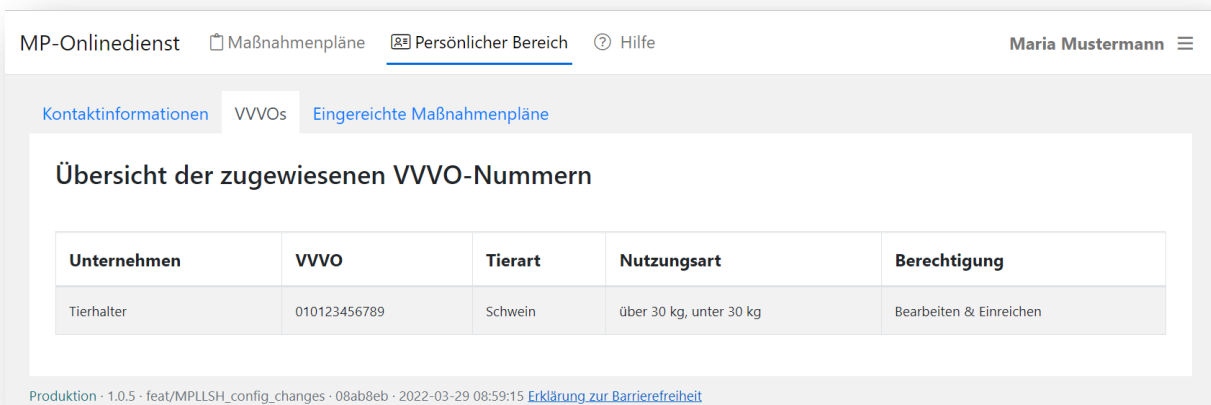 MP-Onlinedienst Maßnahmenpläne Persönlicher Bereich Hilfe Maria Mustermann
Kontaktinformationen VVVOs Eingereichte Maßnahmenpläne
Übersicht der zugewiesenen VVVO-Nummern
Unternehmen VVVO Tierart Nutzungsart Berechtigung
Tierhalter 010123456789 Schwein über 30 kg, unter 30 kg Bearbeiten & Einreichen
Produktion · 1.0.5 · feat/MPLLSH_config_changes · 08ab8eb · 2022-03-29 08:59:15 Erklärung zur Barrierefreiheit